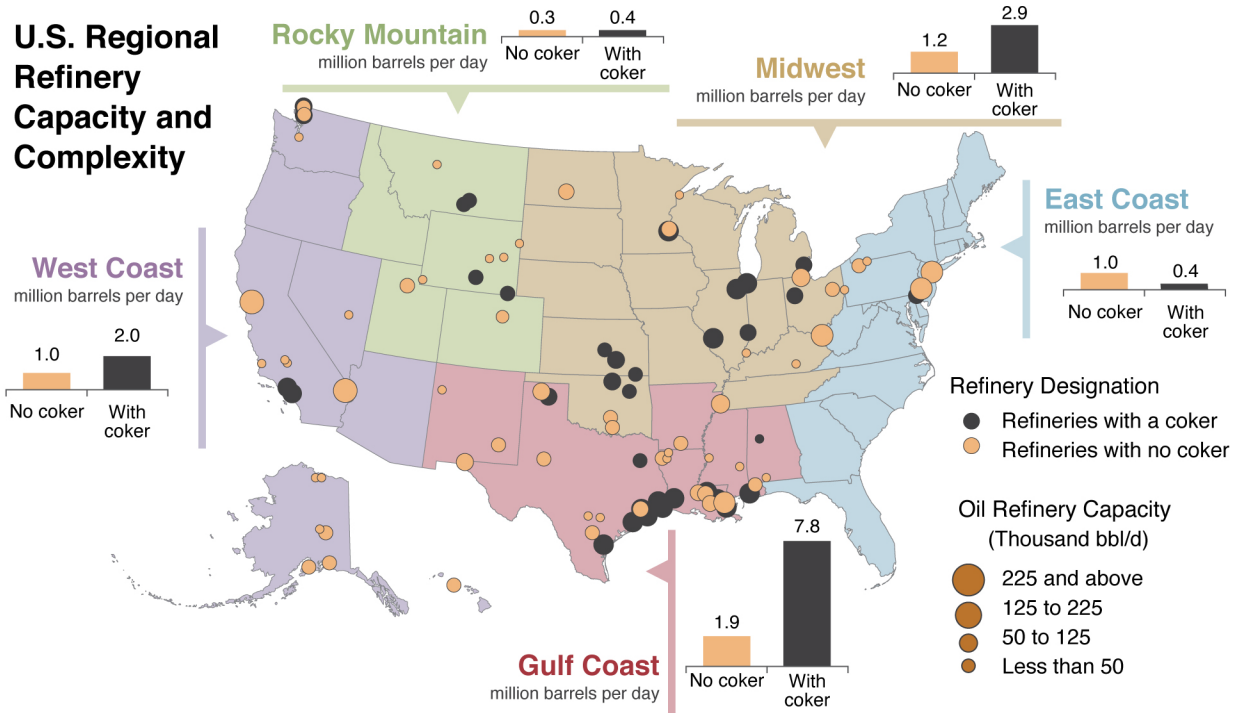 U.S. Regional
Refinery
Capacity and
Complexity
Rocky Mountain
million barrels per day
0.3
0.4
No coker
With
coker
Midwest
million barrels per day
1.2
2.9
No coker
With
coker
East Coast
million barrels per day
1.0
0.4
No coker
With
coker
West Coast
million barrels per day
1.0
2.0
No coker
With
coker
Refinery Designation
Refineries with a coker
Refineries with no coker
Oil Refinery Capacity
(Thousand bbl/d)
225 and above
125 to 225
50 to 125
Less than 50
Gulf Coast
million barrels per day
1.9
7.8
No coker
With
coker